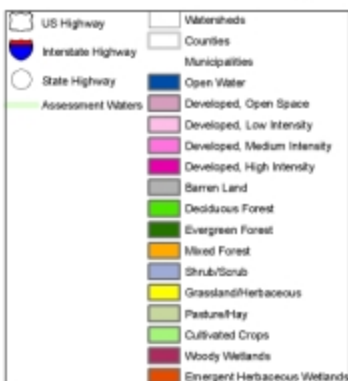 US Highway
Interstate Highway
State Highway
Assessment Waters
Watersheds
Counties
Municipalities
Open Water
Developed, Open Space
Developed, Low Intensity
Developed, Medium Intensity
Developed, High Intensity
Barren Land
Deciduous Forest
Evergreen Forest
Mixed Forest
Shrub/Scrub
Grassland/Herbaceous
Pasture/Hay
Cultivated Crops
Woody Wetlands
Emergent Herbaceous Wetlands